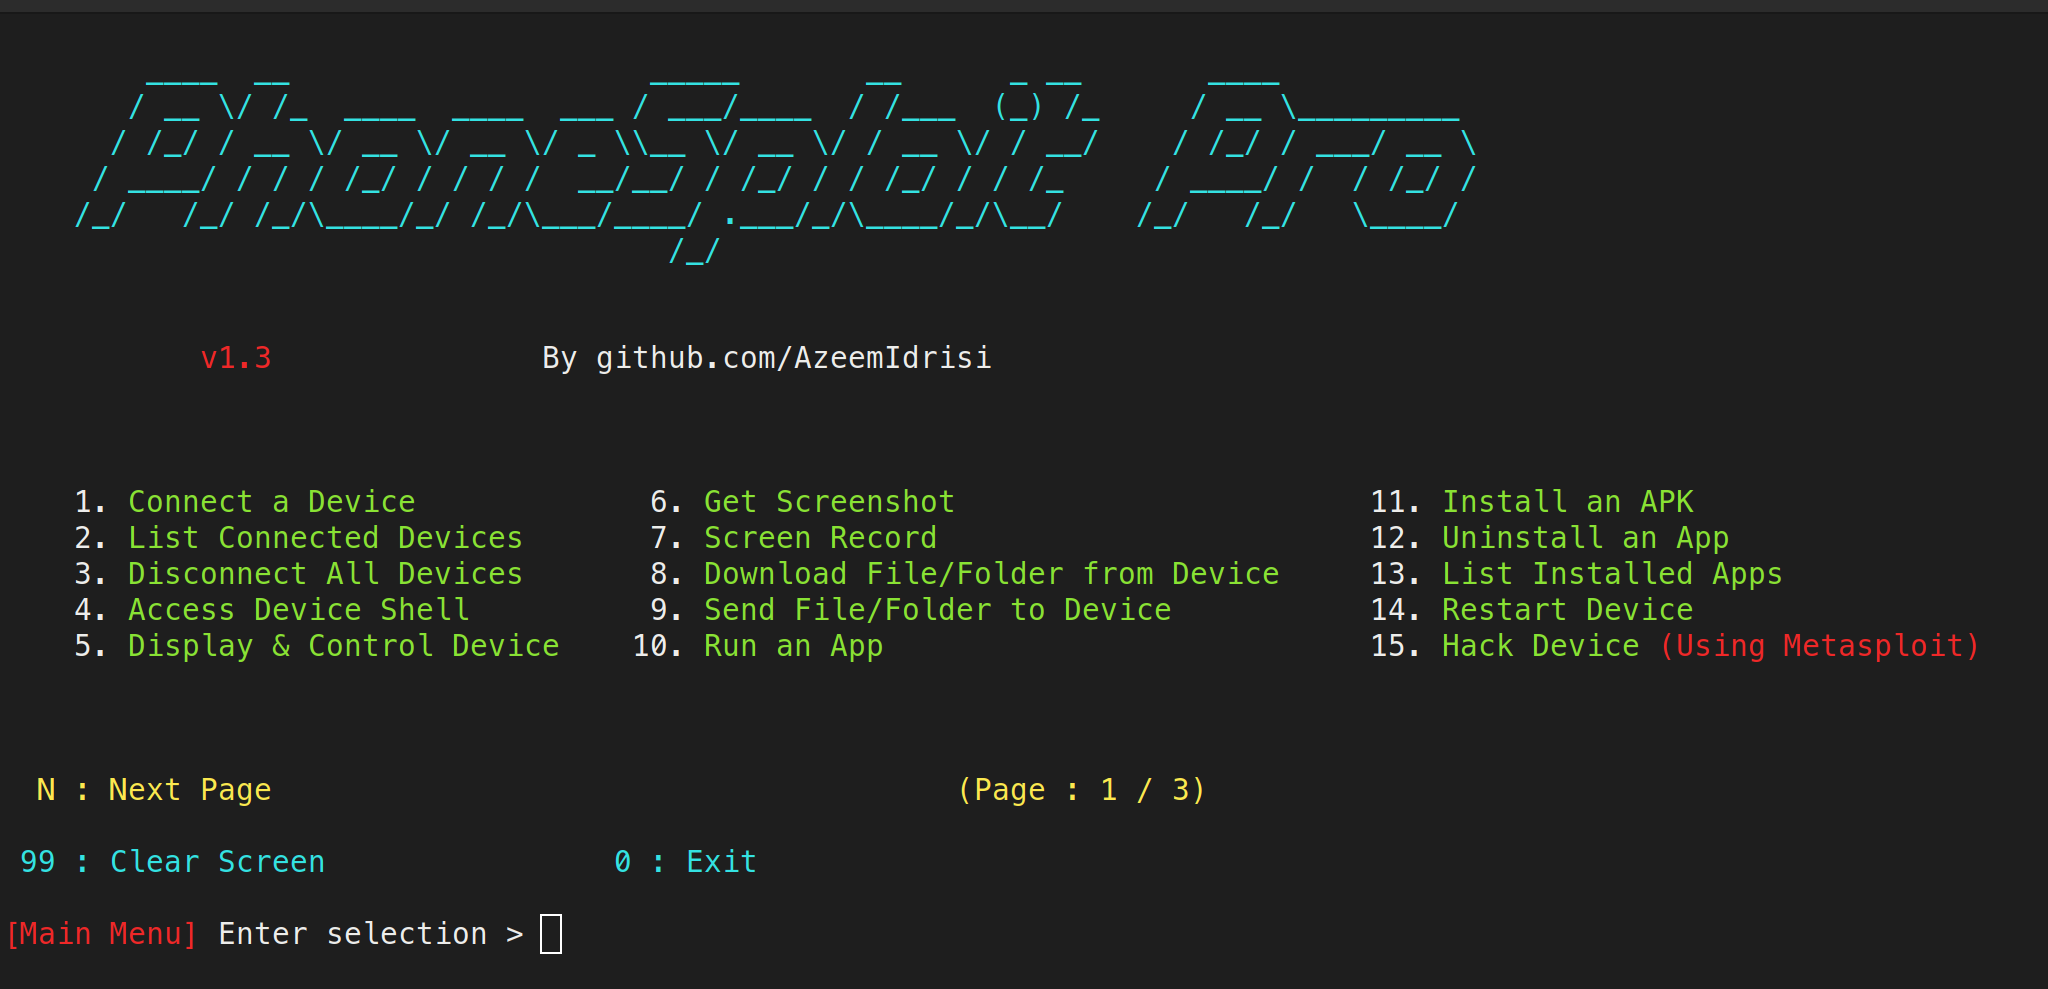 PhoneSploit Pro
v1.3 By github.com/AzeemIdrisi
1. Connect a Device 6. Get Screenshot 11. Install an APK
2. List Connected Devices 7. Screen Record 12. Uninstall an App
3. Disconnect All Devices 8. Download File/Folder from Device 13. List Installed Apps
4. Access Device Shell 9. Send File/Folder to Device 14. Restart Device
5. Display & Control Device 10. Run an App 15. Hack Device (Using Metasploit)
N : Next Page (Page : 1 / 3)
99 : Clear Screen 0 : Exit
[Main Menu] Enter selection >